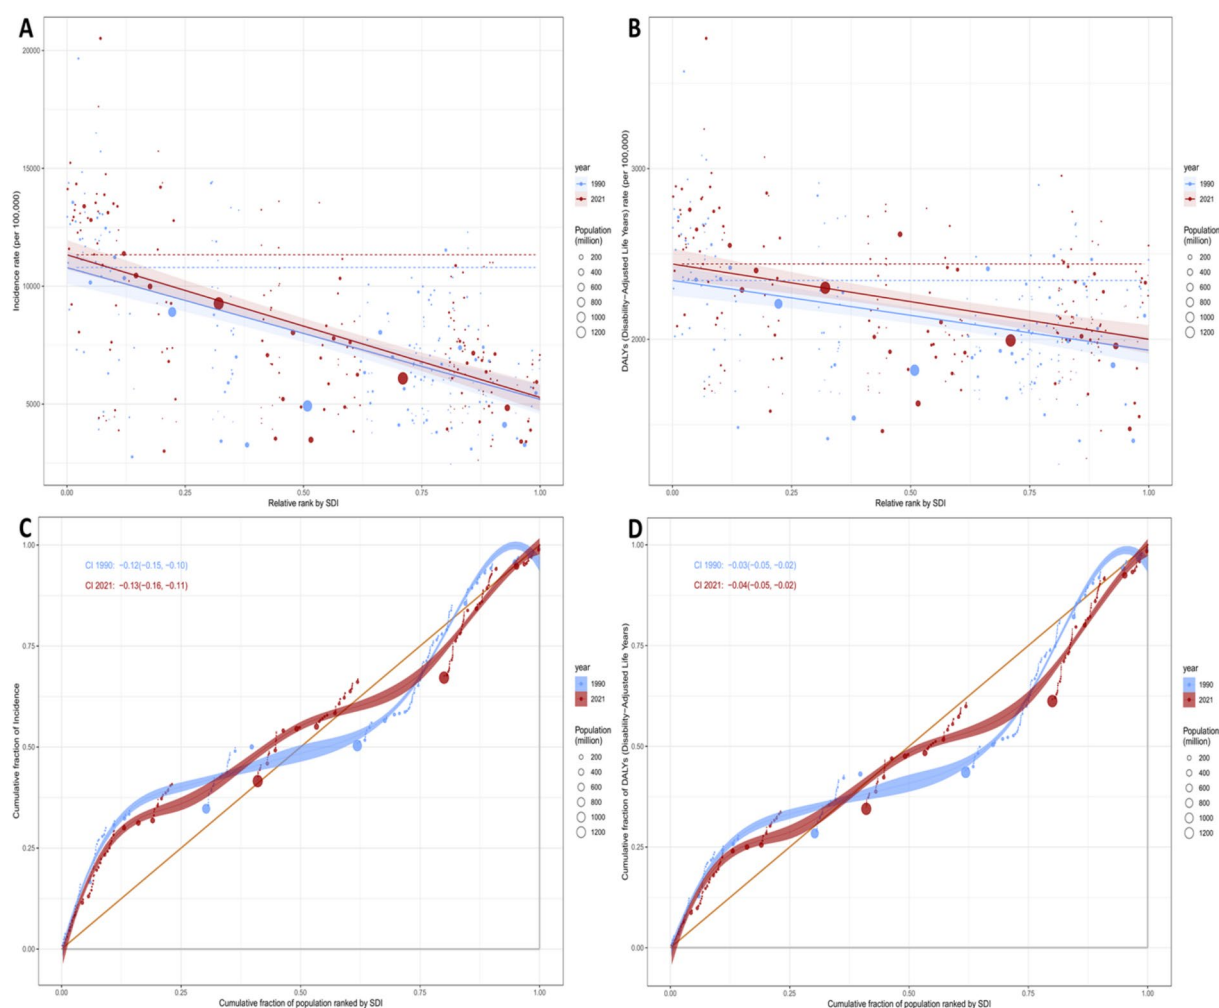 A
Incidence rate (per 100,000)
20000
15000
10000
5000
0.00 0.25 0.50 0.75 1.00
Relative rank by SDI
year
1990
2021
Population
(million)
200
400
600
800
1000
1200
B
DALYs (Disability−Adjusted Life Years) rate (per 100,000)
3000
2000
0.00 0.25 0.50 0.75 1.00
Relative rank by SDI
year
1990
2021
Population
(million)
200
400
600
800
1000
1200
C
CI 1990: −0.12(−0.15, −0.10)
CI 2021: −0.13(−0.16, −0.11)
Cumulative fraction of Incidence
1.00
0.75
0.50
0.25
0.00
0.00 0.25 0.50 0.75 1.00
Cumulative fraction of population ranked by SDI
year
1990
2021
Population
(million)
200
400
600
800
1000
1200
D
CI 1990: −0.03(−0.05, −0.02)
CI 2021: −0.04(−0.05, −0.02)
Cumulative fraction of DALYs (Disability−Adjusted Life Years)
1.00
0.75
0.50
0.25
0.00
0.00 0.25 0.50 0.75 1.00
Cumulative fraction of population ranked by SDI
year
1990
2021
Population
(million)
200
400
600
800
1000
1200